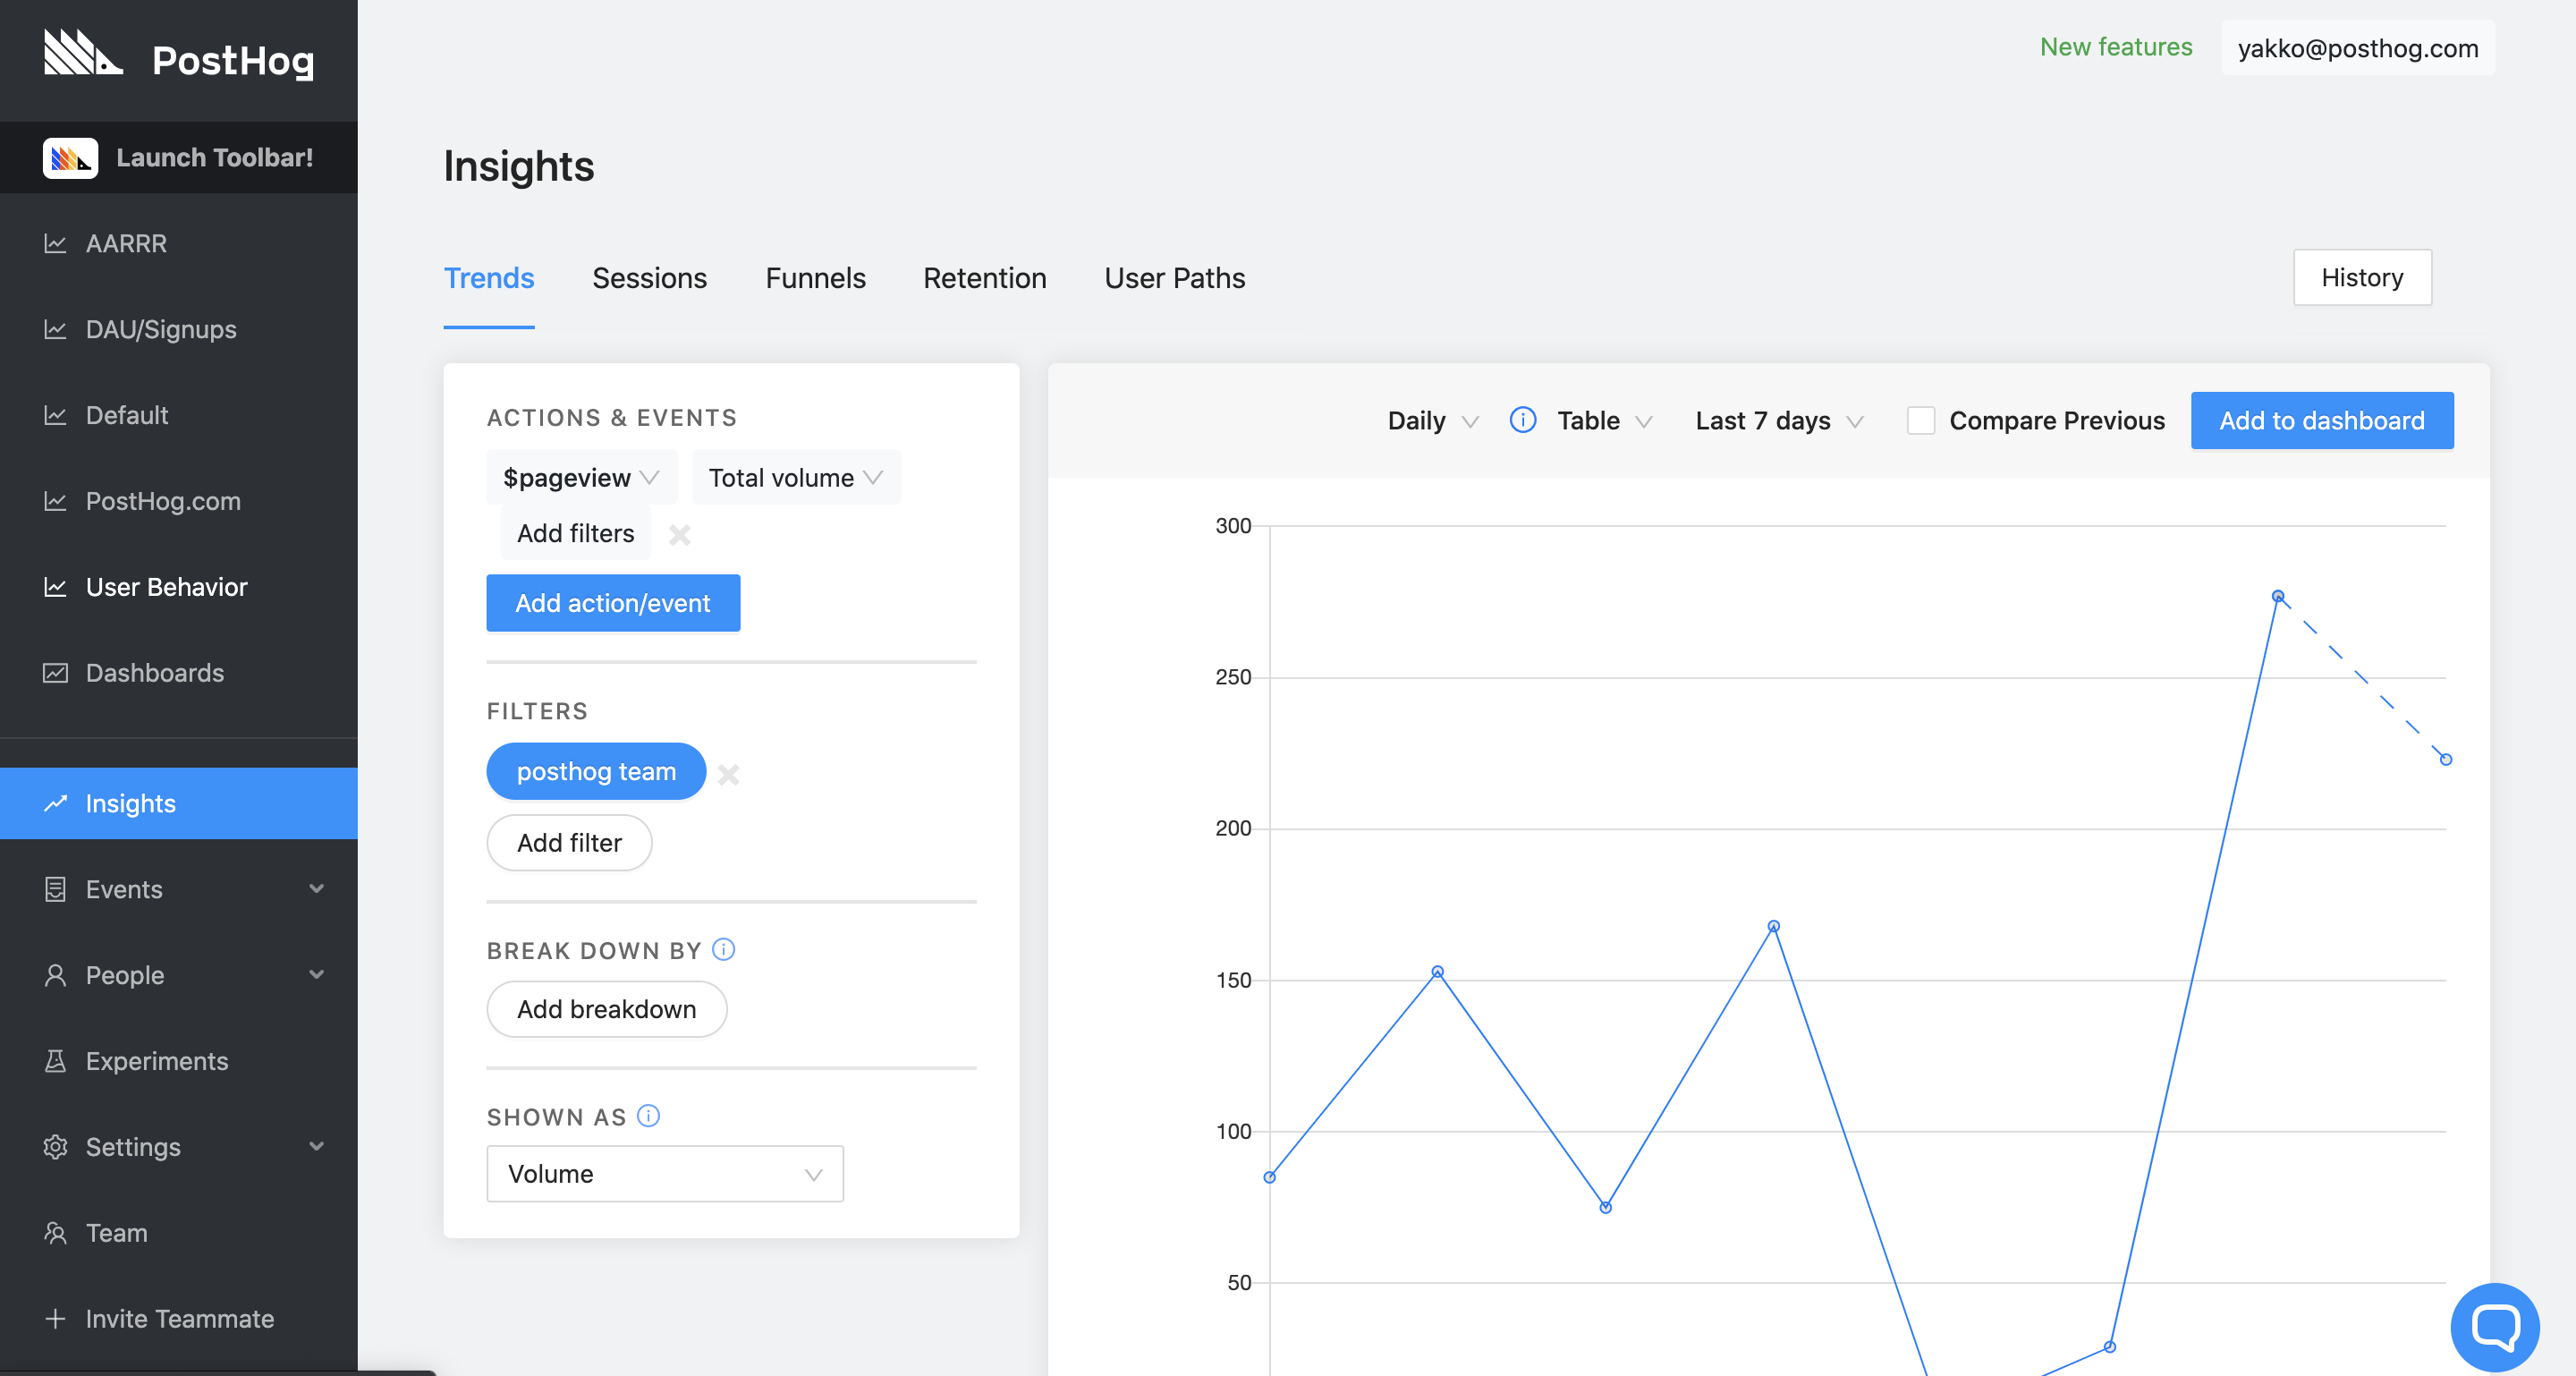 PostHog
Launch Toolbar!
AARRR
DAU/Signups
Default
PostHog.com
User Behavior
Dashboards
Insights
Events
People
Experiments
Settings
Team
Invite Teammate
New features
yakko@posthog.com
Insights
Trends
Sessions
Funnels
Retention
User Paths
History
ACTIONS & EVENTS
$pageview
Total volume
Add filters
Add action/event
FILTERS
posthog team
Add filter
BREAK DOWN BY
Add breakdown
SHOWN AS
Volume
Daily
Table
Last 7 days
Compare Previous
Add to dashboard
300
250
200
150
100
50